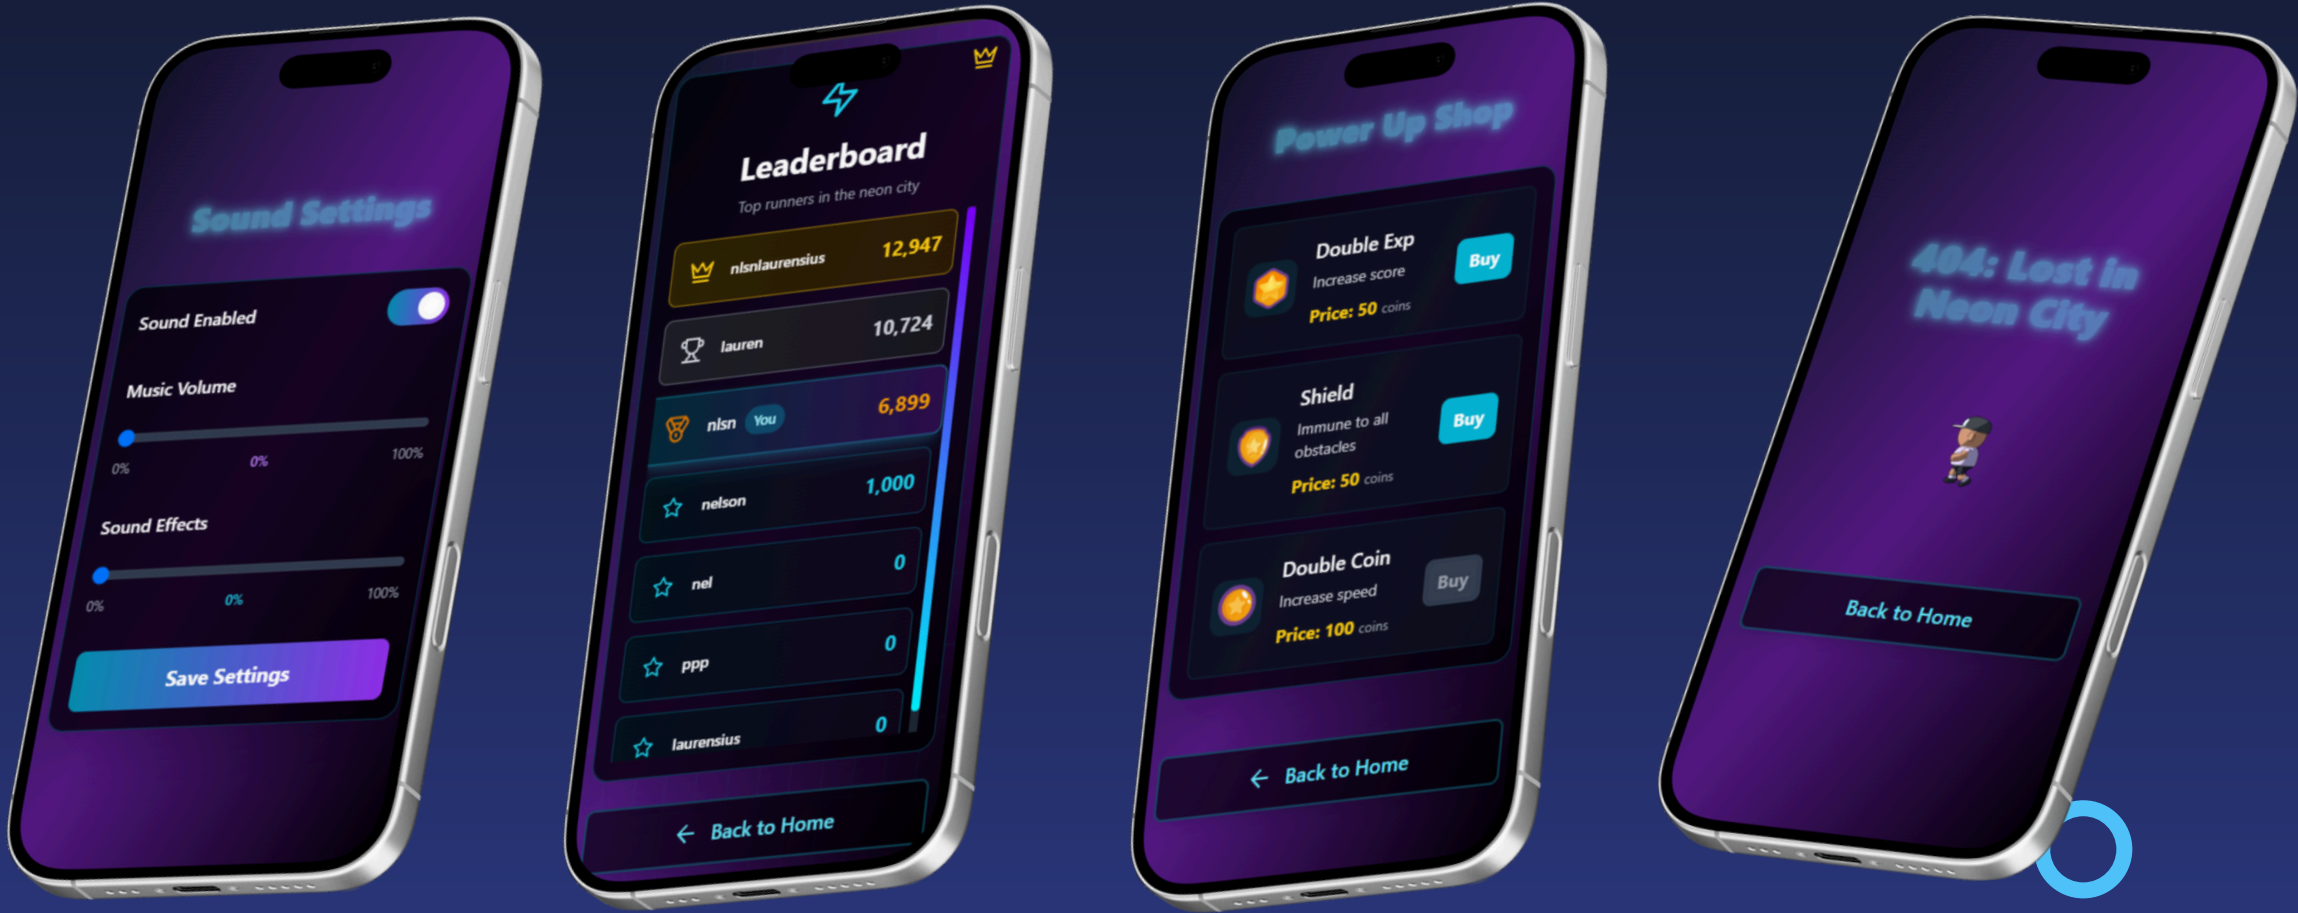 Sound Settings
Sound Enabled
Music Volume
0%
0%
100%
Sound Effects
0%
0%
100%
Save Settings
Leaderboard
Top runners in the neon city
nlsnlaurensius 12,947
lauren 10,724
nlsn You 6,899
nelson 1,000
nel 0
ppp 0
laurensius 0
Back to Home
Power Up Shop
Double Exp
Increase score
Price: 50 coins
Buy
Shield
Immune to all
obstacles
Price: 50 coins
Buy
Double Coin
Increase speed
Price: 100 coins
Buy
Back to Home
404: Lost in
Neon City
Back to Home